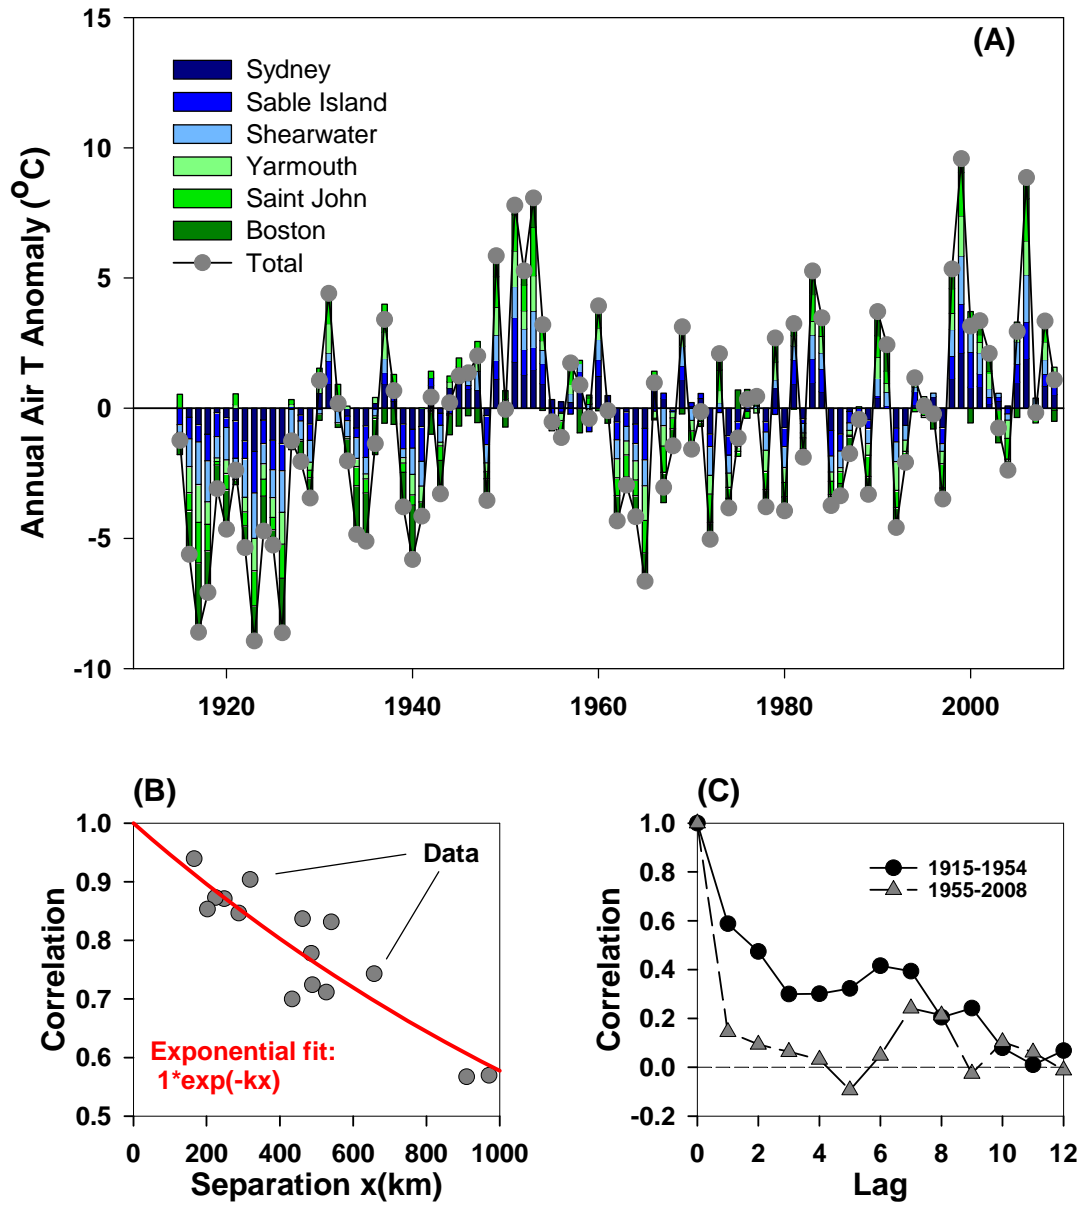 15
(A)
Sydney
Sable Island
10
Shearwater
Yarmouth
Saint John
Boston
Total
5
0
-5
-10
Annual Air T Anomaly (oC)
1920
1940
1960
1980
2000
(B)
1.0
0.9
0.8
0.7
0.6
0.5
Correlation
Data
Exponential fit:
1*exp(-kx)
0
200
400
600
800
1000
Separation x(km)
(C)
1.0
0.8
0.6
0.4
0.2
0.0
-0.2
Correlation
1915-1954
1955-2008
0
2
4
6
8
10
12
Lag